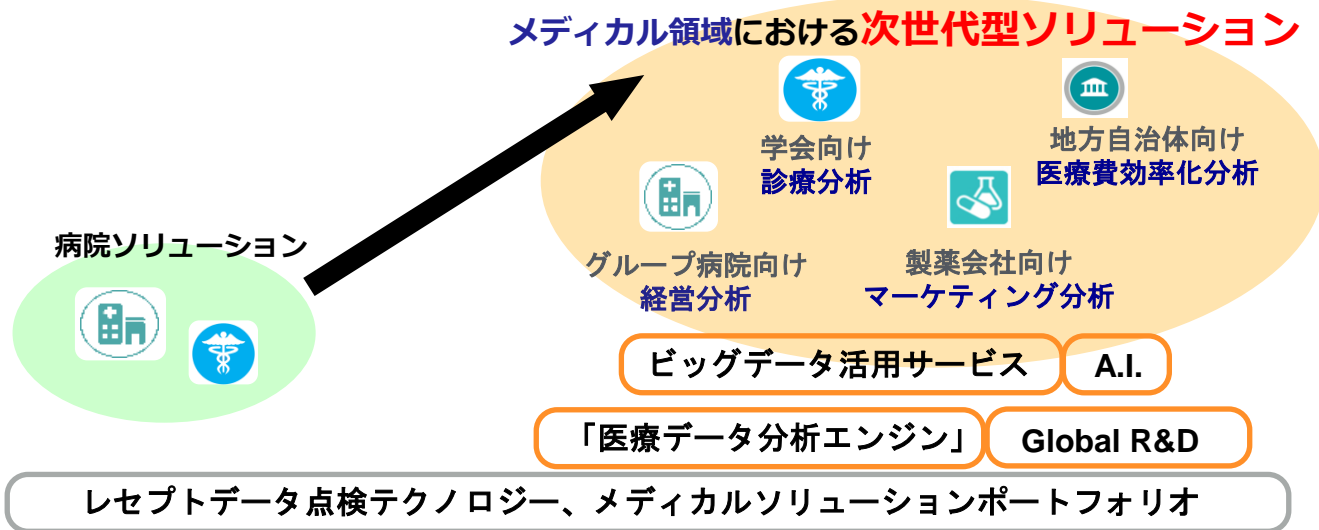 メディカル領域における次世代型ソリューション
学会向け
診療分析
地方自治体向け
医療費効率化分析
病院ソリューション
グループ病院向け
経営分析
製薬会社向け
マーケティング分析
ビッグデータ活用サービス
A.I.
「医療データ分析エンジン」
Global R&D
レセプトデータ点検テクノロジー、メディカルソリューションポートフォリオ